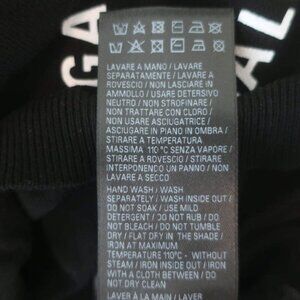 GA
AL
LAVARE A MANO / LAVARE
SEPARATAMENTE / LAVARE A
ROVESCIO / NON LASCIARE IN
AMMOLLO / USARE DETERSIVO
NEUTRO / NON STROFINARE /
NON TRATTARE CON CLORO /
NON USARE ASCIUGATRICE /
ASCIUGARE IN PIANO IN OMBRA /
STIRARE A TEMPERATURA
MASSIMA 110°C SENZA VAPORE /
STIRARE A ROVESCIO / STIRARE
INTERPONENDO UN PANNO / NON
LAVARE A SECCO
HAND WASH / WASH
SEPARATELY / WASH INSIDE OUT /
DO NOT SOAK / USE MILD
DETERGENT / DO NOT RUB / DO
NOT BLEACH / DO NOT TUMBLE
DRY / FLAT DRY IN THE SHADE /
IRON AT MAXIMUM
TEMPERATURE 110°C - WITHOUT
STEAM / IRON INSIDE OUT / IRON
WITH A CLOTH IN BETWEEN / DO
NOT DRY CLEAN
LAVER À LA MAIN / LAVER